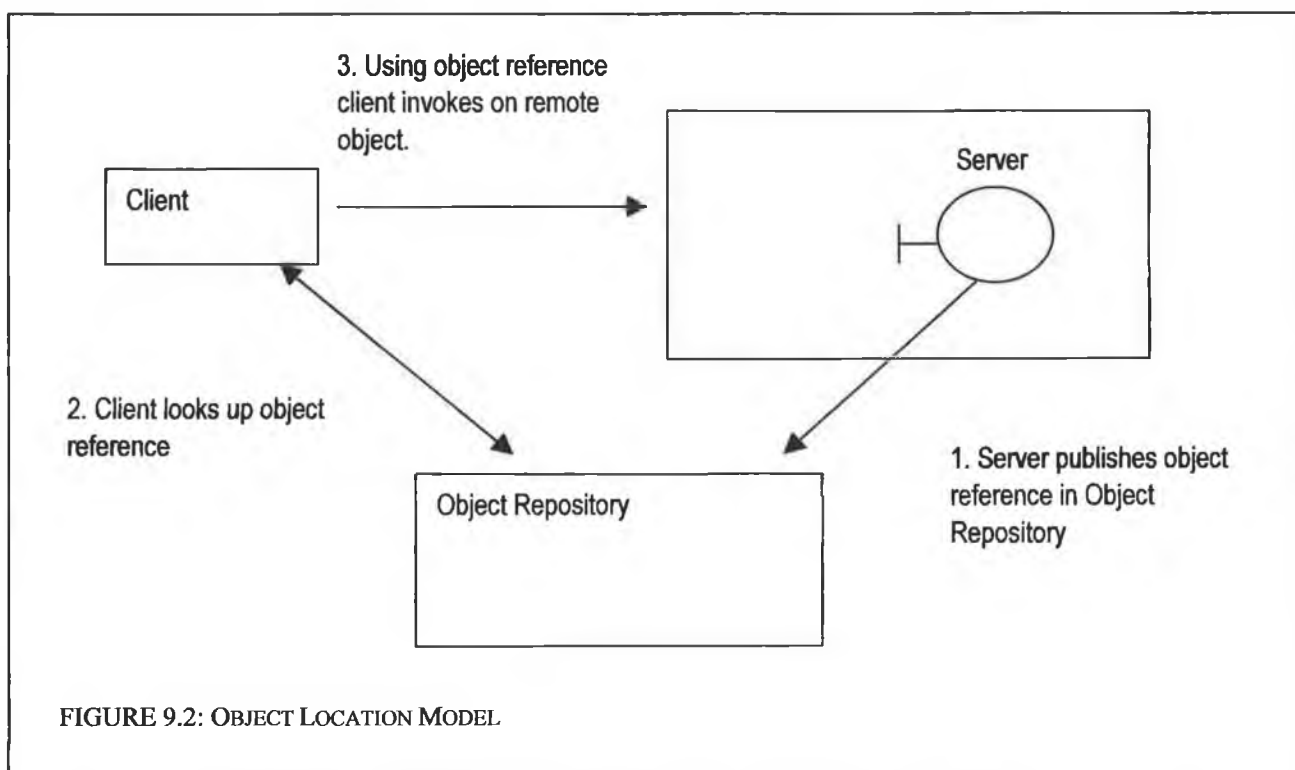 3. Using object reference
client invokes on remote
object.
Server
Client
2. Client looks up object
reference
1. Server publishes object
reference in Object
Repository
Object Repository
FIGURE 9.2: OBJECT LOCATION MODEL